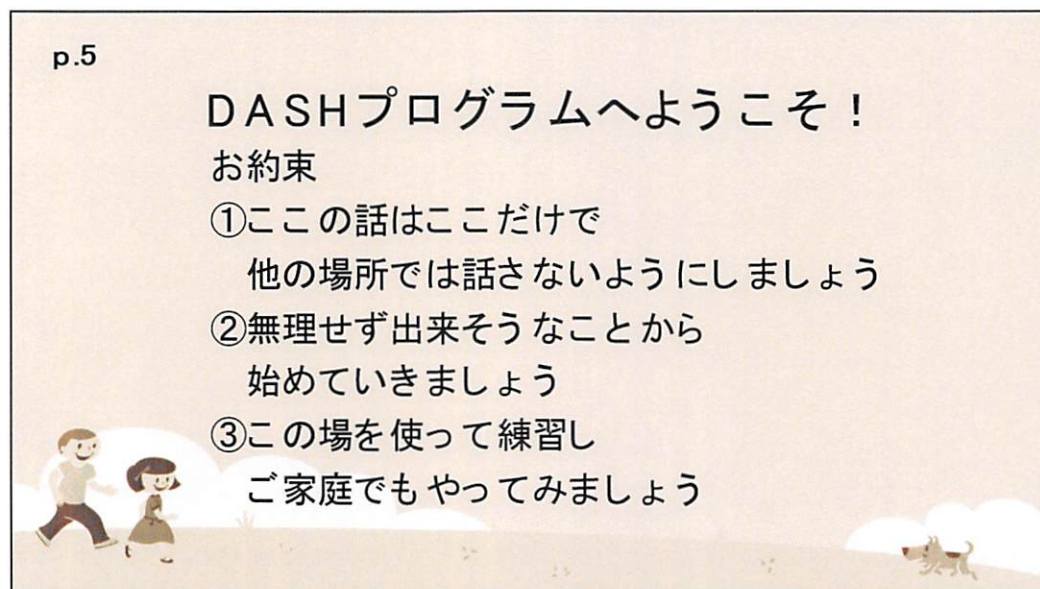 p.5
DASHプログラムへようこそ！
お約束
①ここの話はここだけで
他の場所では話さないようにしましょう
②無理せず出来そうなことから
始めていきましょう
③この場を使って練習し
ご家庭でもやってみましょう